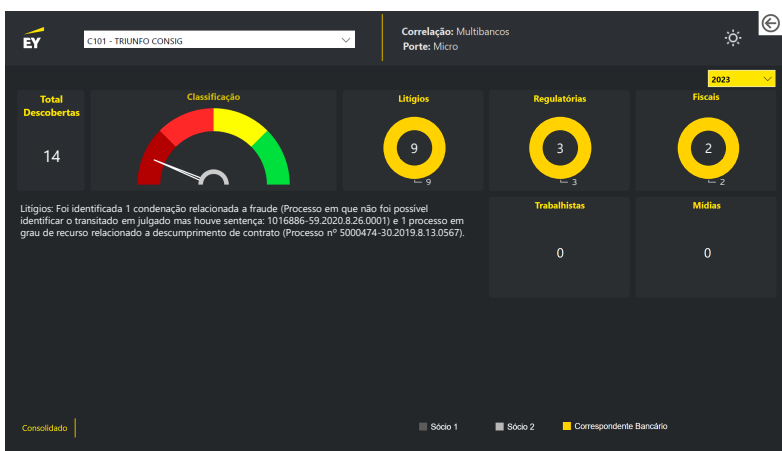 EY
C101 - TRIUNFO CONSIG
Correlação: Multibancos
Porte: Micro
2023
Total
Descobertas
14
Classificação
Litígios
9
9
Regulatórias
3
3
Fiscais
2
2
Litígios: Foi identificada 1 condenação relacionada a fraude (Processo em
que não foi possivel
identificar o transitado em julgado mas houve sentença: 1016886-59.2020.8.26.0001) e 1 processo em
grau de recurso relacionado a descumprimento de contrato (Processo nº 5000474-30.2019.8.13.0567).
Trabalhistas
0
Mídias
0
Consolidado
Sócio 1
Sócio 2
Correspondente Bancário